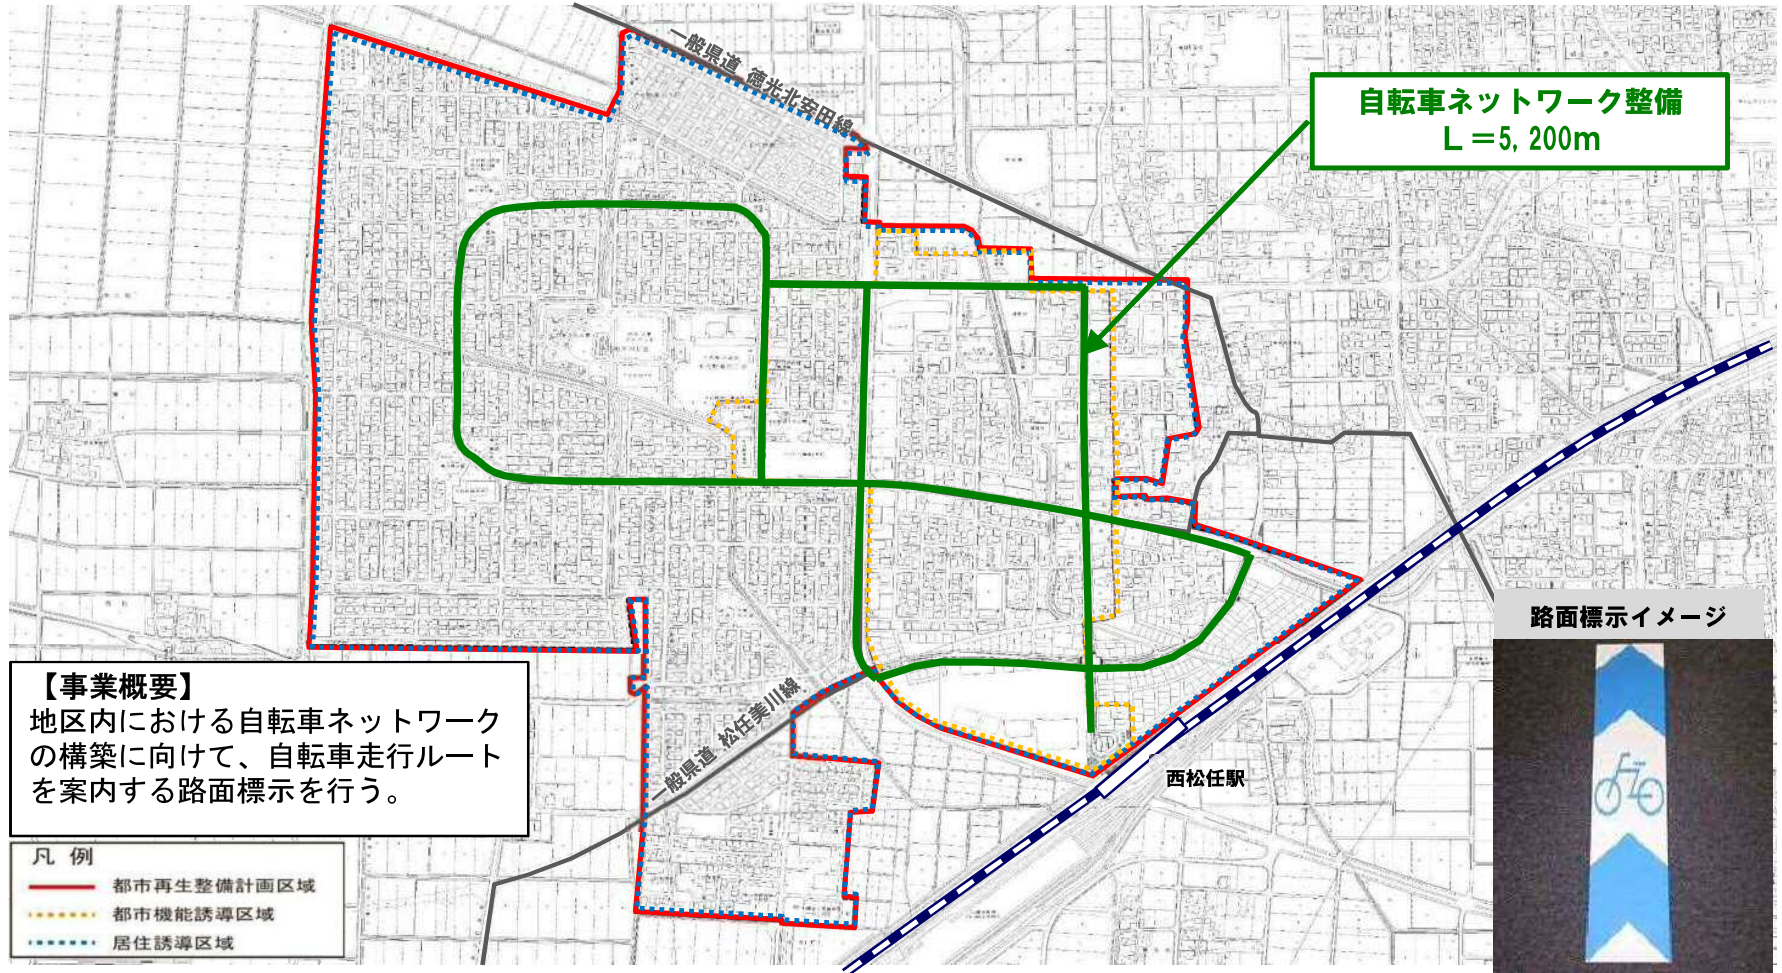 一般県道 徳光北安田線
自転車ネットワーク整備
L=5,200m
一般県道 松任美川線
西松任駅
路面標示イメージ
【事業概要】
地区内における自転車ネットワーク
の構築に向けて、自転車走行ルート
を案内する路面標示を行う。
凡 例
都市再生整備計画区域
都市機能誘導区域
居住誘導区域